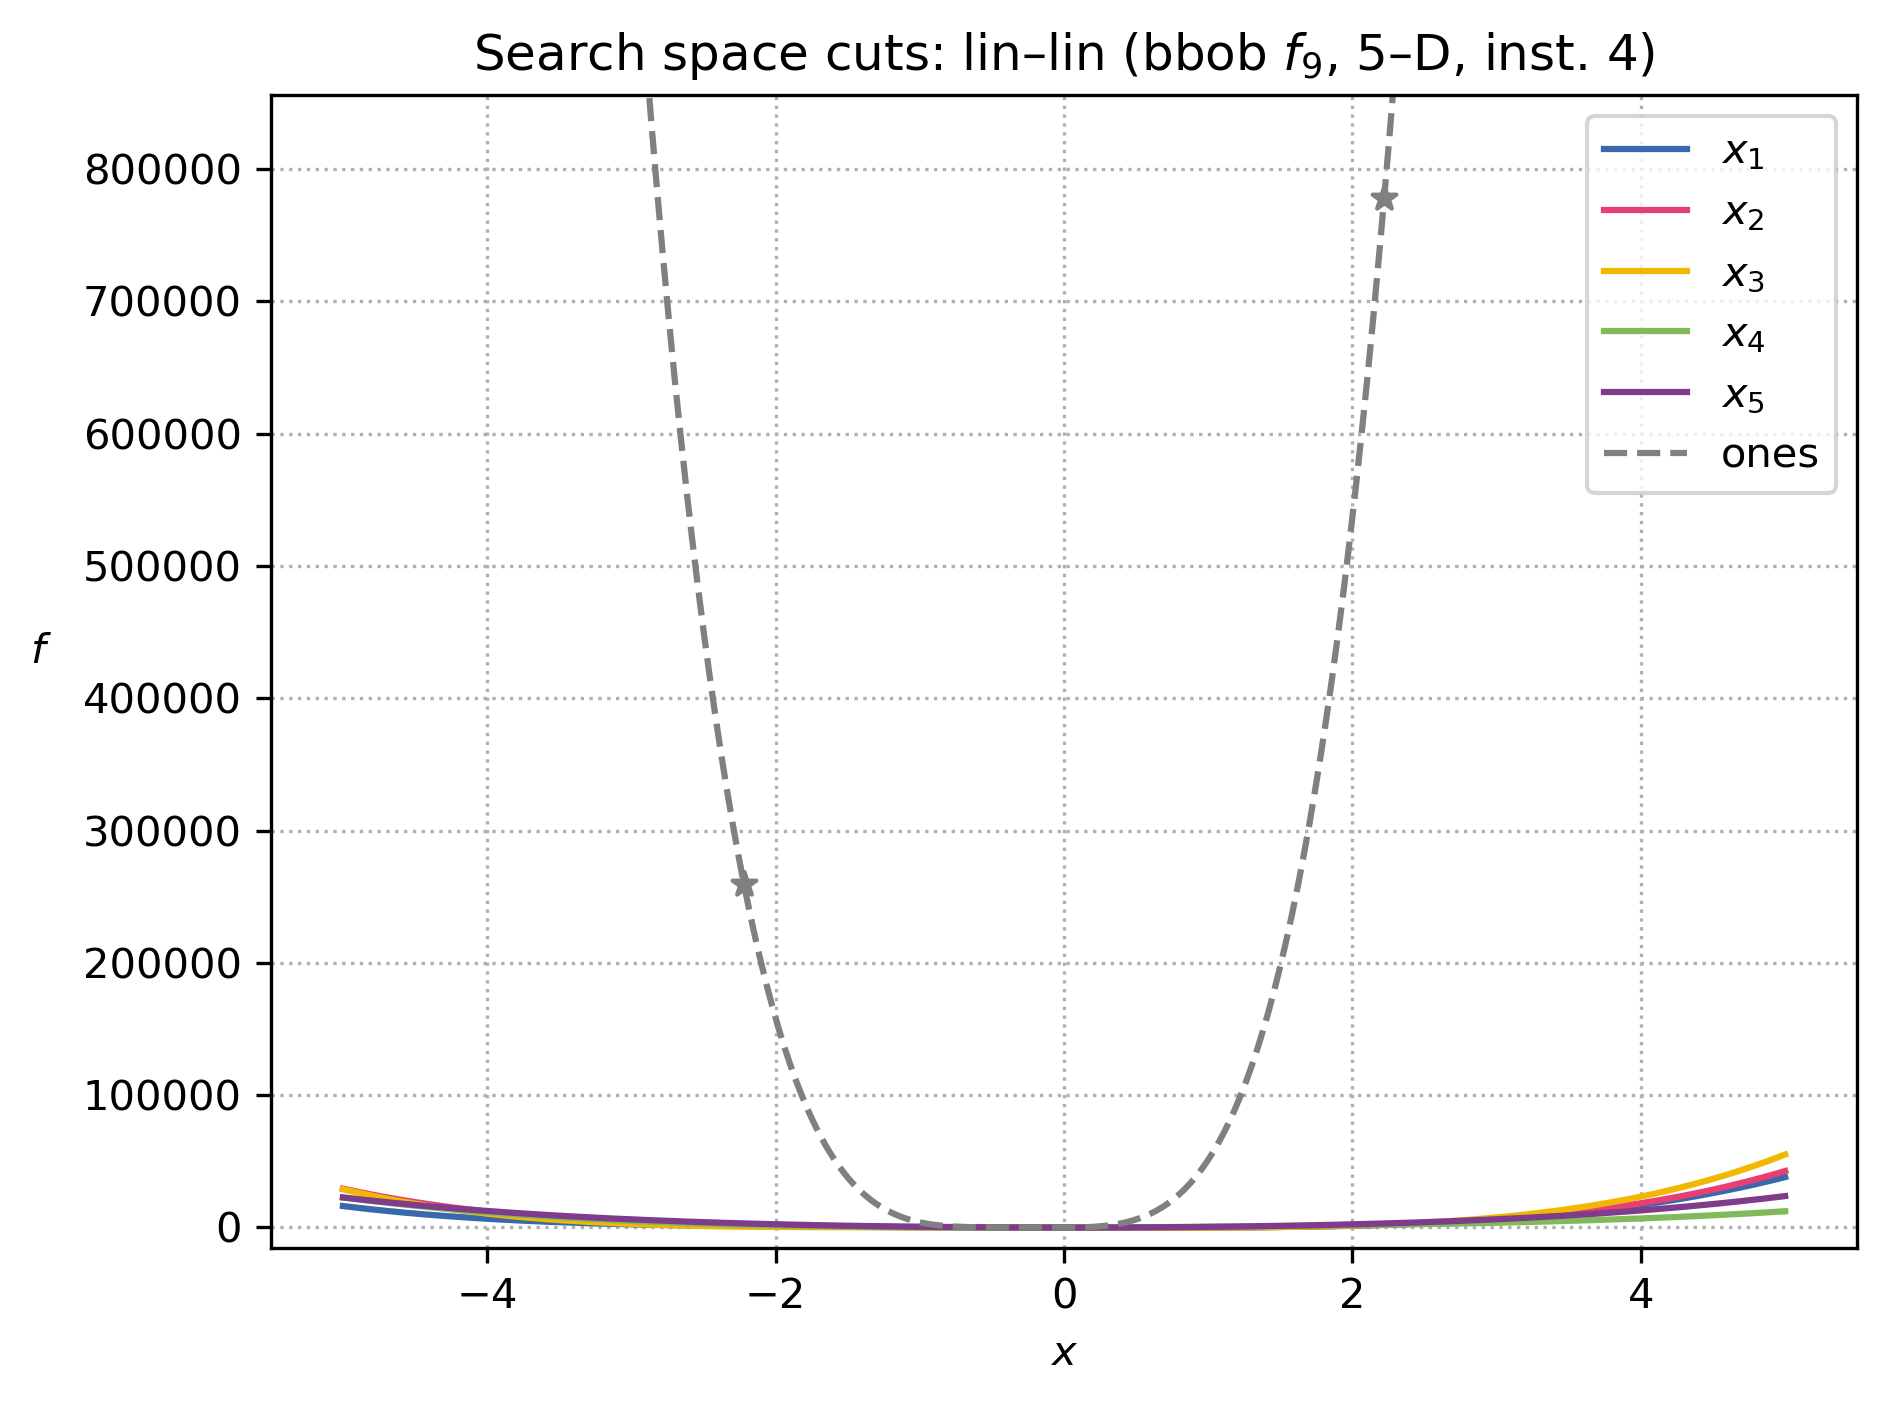 Search space cuts: lin–lin (bbob f₉, 5–D, inst. 4)
x₁
x₂
x₃
x₄
x₅
ones
800000
700000
600000
500000
400000
300000
200000
100000
0
f
−4 −2 0 2 4
x